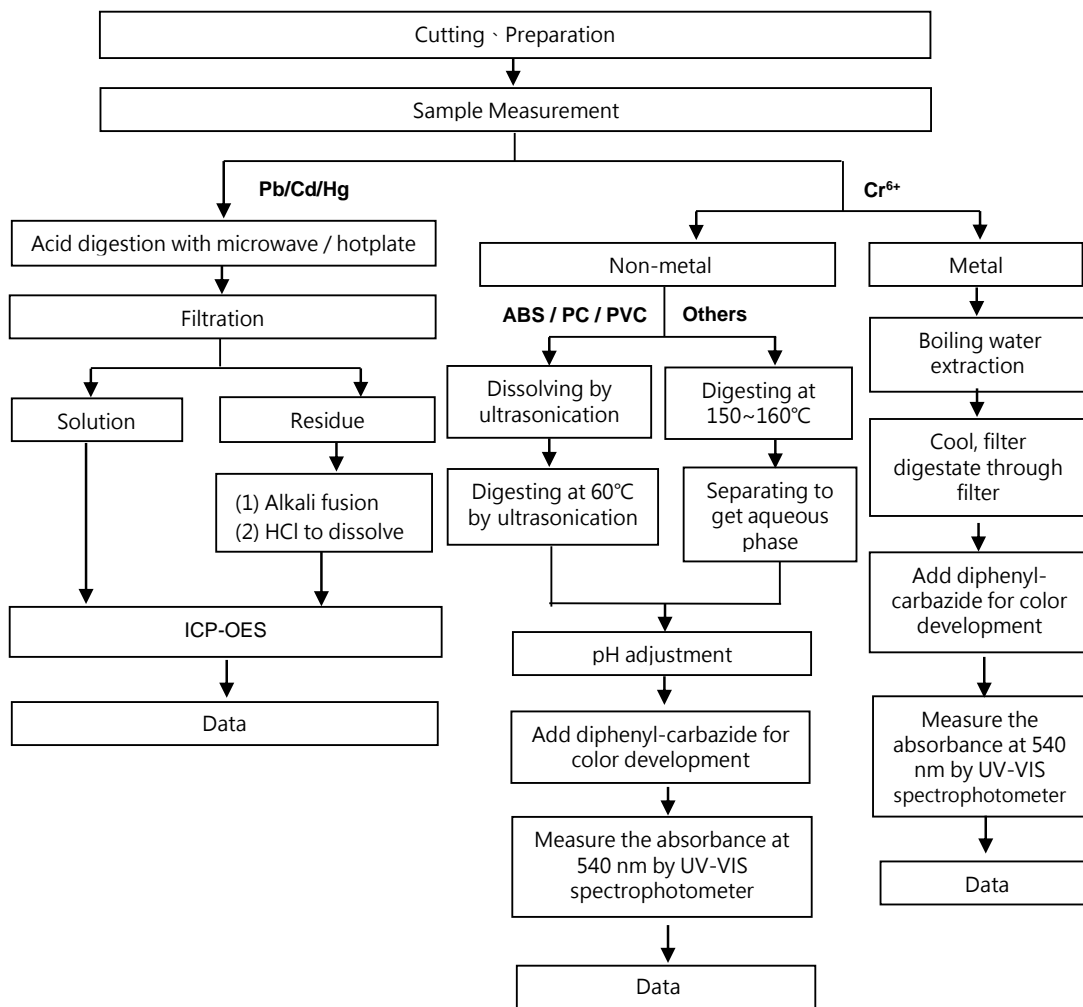 Cutting、Preparation
Sample Measurement
Pb/Cd/Hg
Cr⁶⁺
Acid digestion with microwave / hotplate
Filtration
Solution
Residue
(1) Alkali fusion
(2) HCl to dissolve
ICP-OES
Data
Non-metal
ABS / PC / PVC
Others
Dissolving by
ultrasonication
Digesting at 60℃
by ultrasonication
Digesting at
150~160℃
Separating to
get aqueous
phase
pH adjustment
Add diphenyl-carbazide for
color development
Measure the absorbance at
540 nm by UV-VIS
spectrophotometer
Data
Metal
Boiling water
extraction
Cool, filter
digestate through
filter
Add diphenyl-
carbazide for color
development
Measure the
absorbance at 540
nm by UV-VIS
spectrophotometer
Data